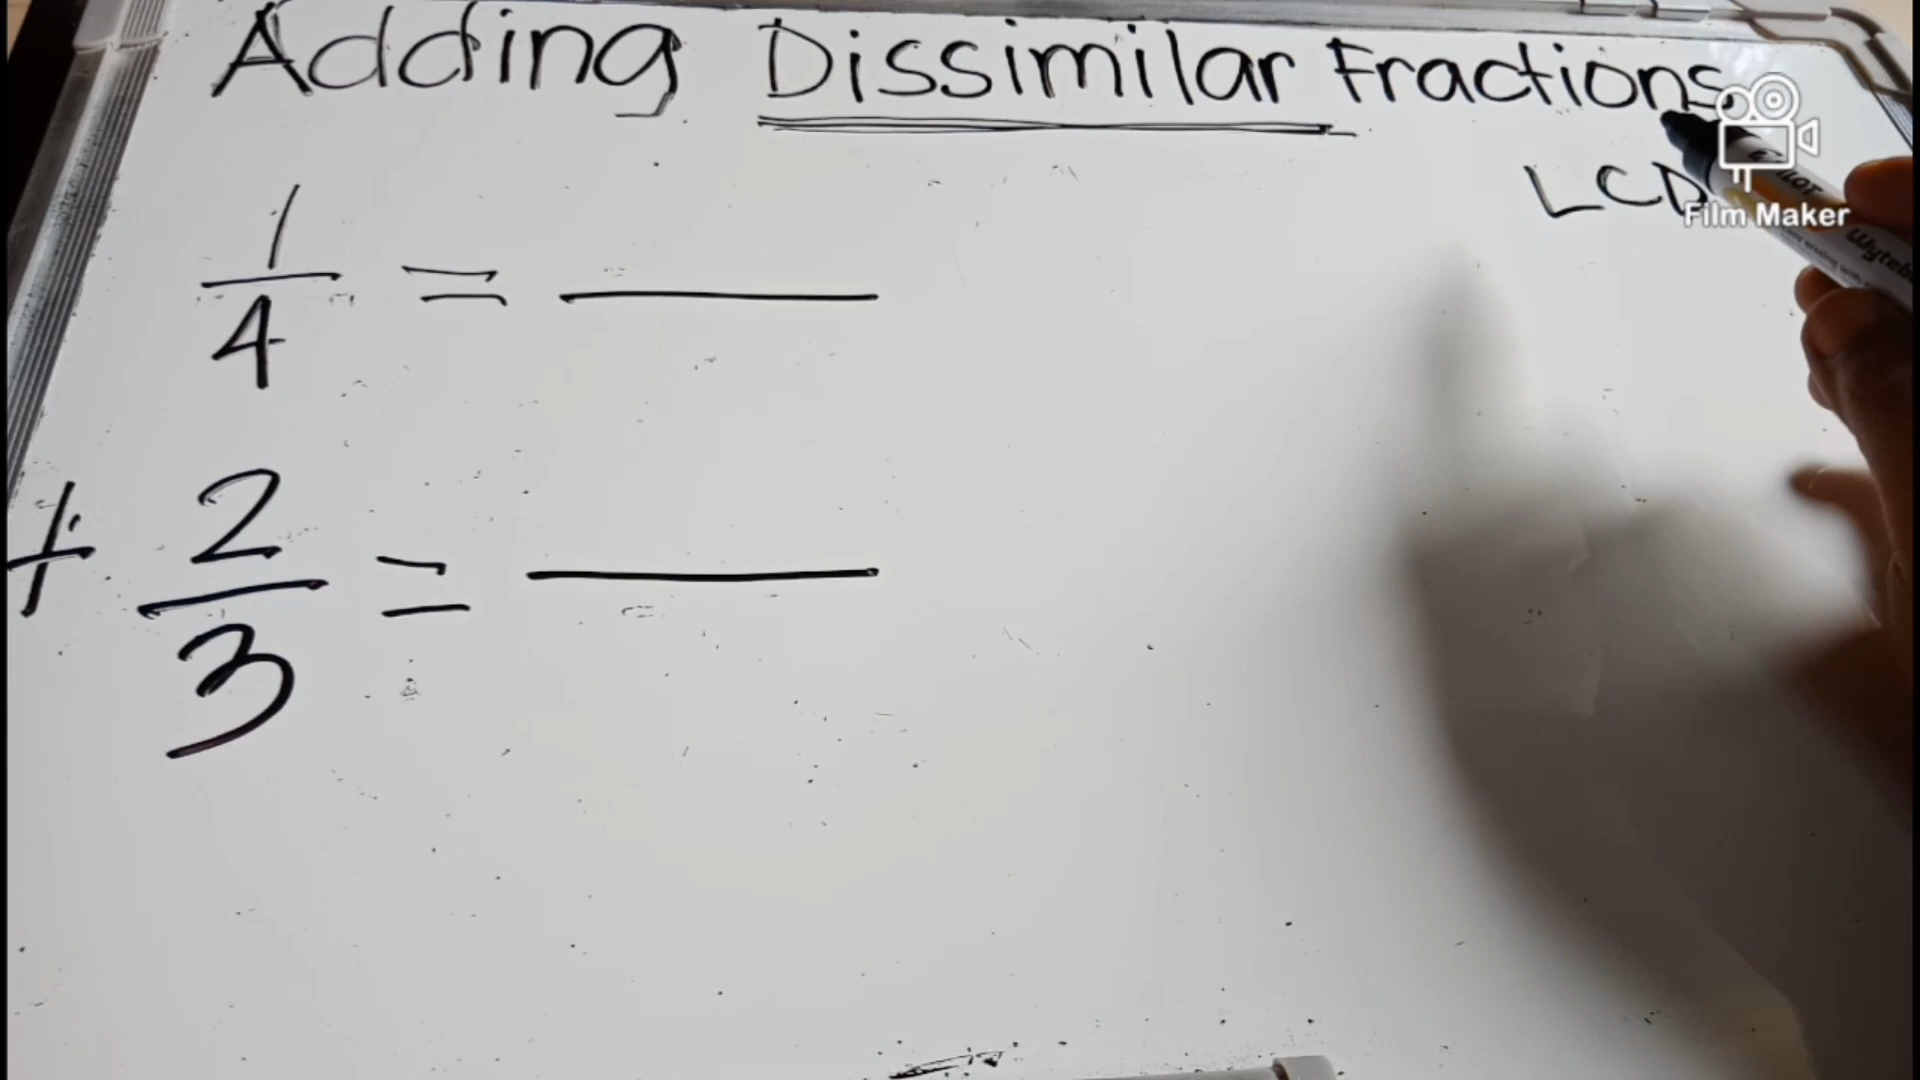 Adding Dissimilar Fractions
LCD
Film Maker
1
4
=
+ 2
3
=